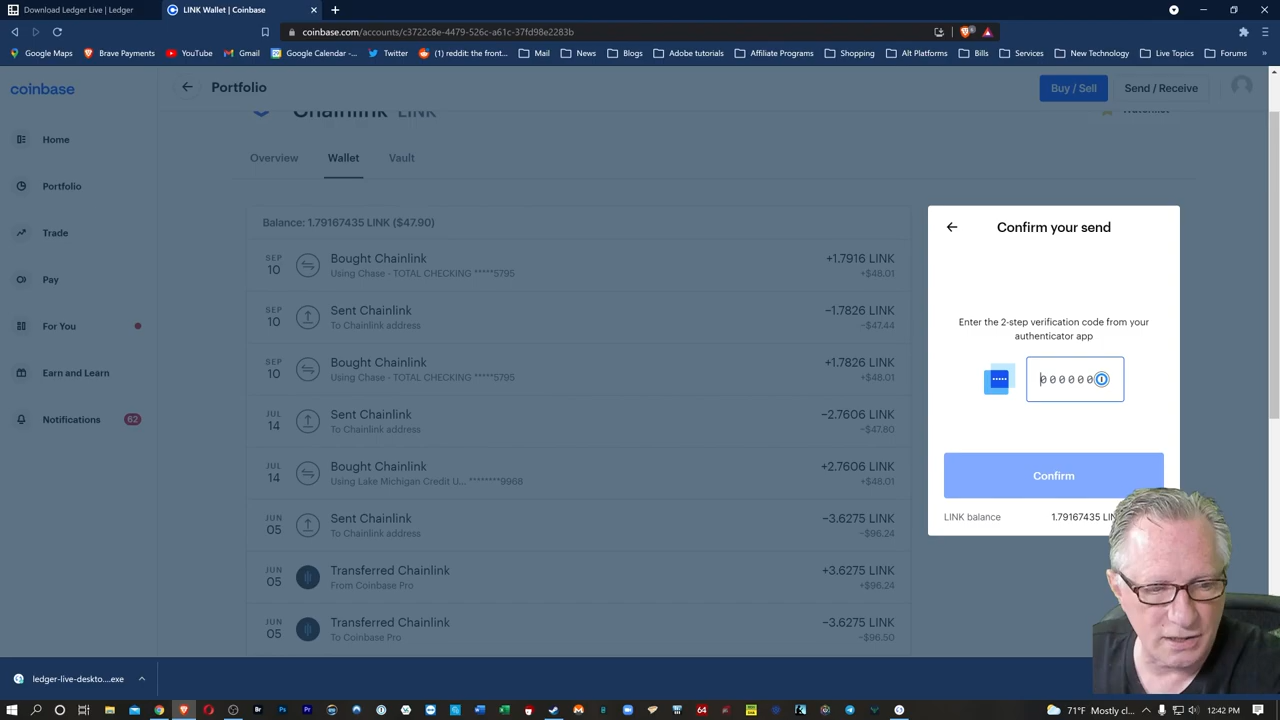 Download Ledger Live | Ledger
LINK Wallet | Coinbase
coinbase.com/accounts/c3722c8e-4479-526c-a61c-37fd98e2283b
Google Maps
Brave Payments
YouTube
Gmail
Google Calendar -...
Twitter
(1) reddit: the front...
Mail
News
Blogs
Adobe tutorials
Affiliate Programs
Shopping
Alt Platforms
Bills
Services
New Technology
Live Topics
Forums
coinbase
Portfolio
Buy / Sell
Send / Receive
Chainlink LINK
Home
Portfolio
Trade
Pay
For You
Earn and Learn
Notifications
62
Overview
Wallet
Vault
Balance: 1.79167435 LINK ($47.90)
SEP 10
Bought Chainlink
+1.7916 LINK
Using Chase - TOTAL CHECKING *****5795
+$48.01
SEP 10
Sent Chainlink
−1.7826 LINK
To Chainlink address
−$47.44
SEP 10
Bought Chainlink
+1.7826 LINK
Using Chase - TOTAL CHECKING *****5795
+$48.01
JUL 14
Sent Chainlink
−2.7606 LINK
To Chainlink address
−$47.80
JUL 14
Bought Chainlink
+2.7606 LINK
Using Lake Michigan Credit U... ********9968
+$48.01
JUN 05
Sent Chainlink
−3.6275 LINK
To Chainlink address
−$96.24
JUN 05
Transferred Chainlink
+3.6275 LINK
From Coinbase Pro
+$96.24
JUN 05
Transferred Chainlink
−3.6275 LINK
To Coinbase Pro
−$96.50
Confirm your send
Enter the 2-step verification code from your
authenticator app
000000
Confirm
LINK balance
1.79167435 LIN
ledger-live-deskto....exe
71°F Mostly cl...
12:42 PM